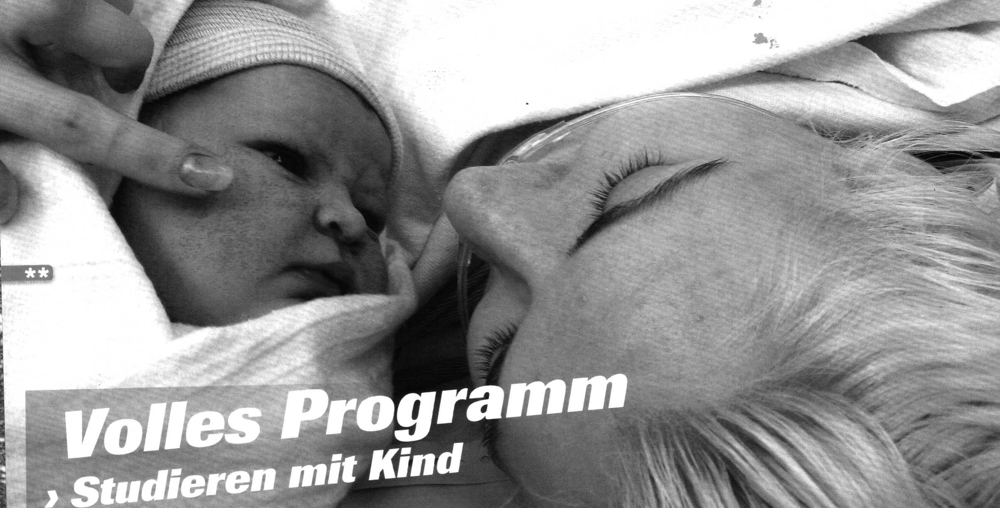 **
Volles Programm
› Studieren mit Kind